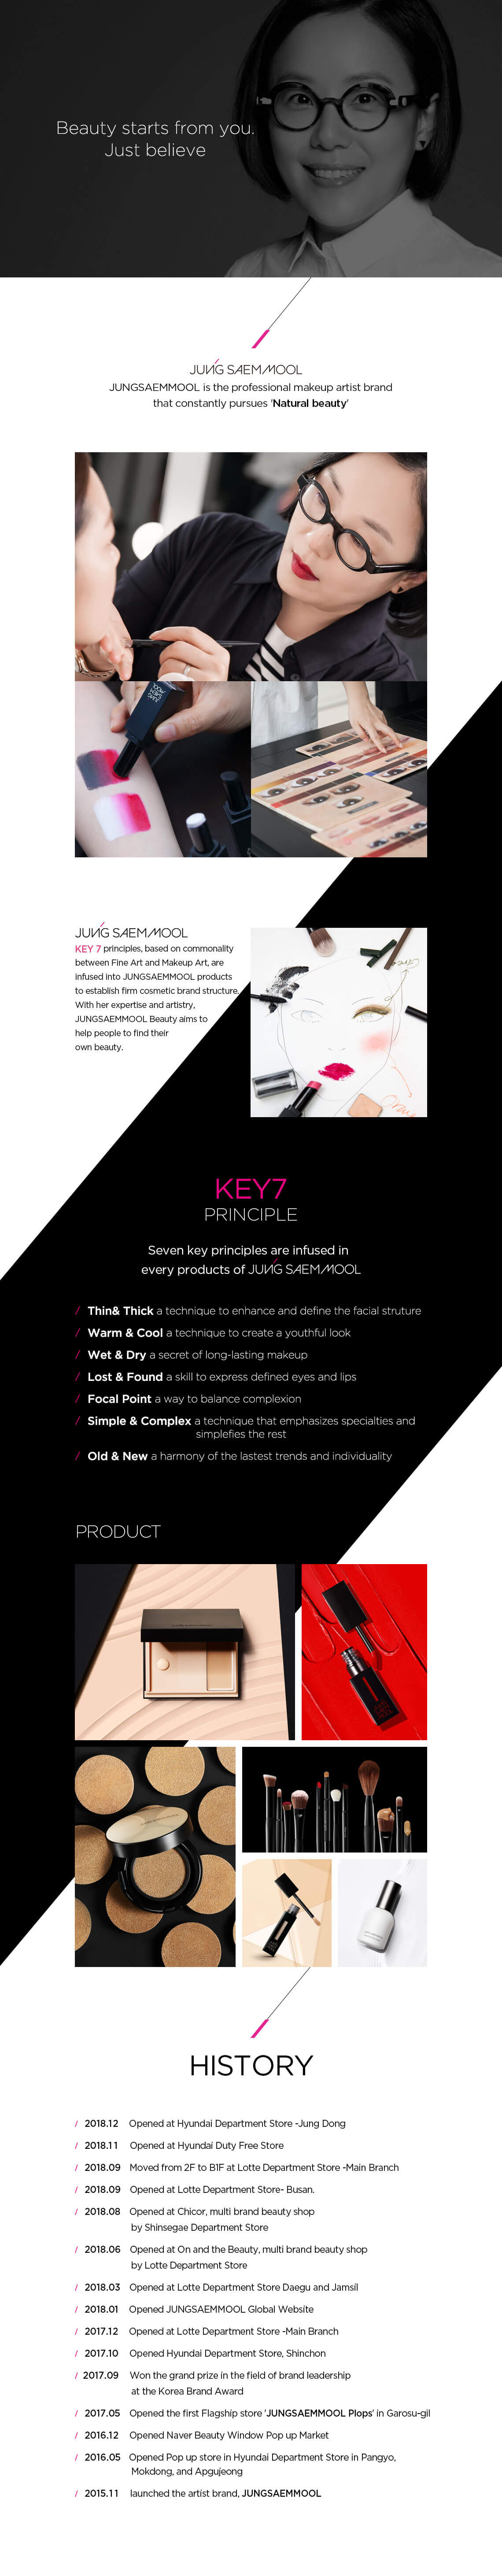 Beauty starts from you.
Just believe
JUNG SAEM MOOL
JUNGSAEMMOOL is the professional makeup artist brand
that constantly pursues 'Natural beauty'
JUNG SAEM MOOL
KEY 7 principles, based on commonality
between Fine Art and Makeup Art, are
infused into JUNGSAEMMOOL products
to establish firm cosmetic brand structure.
With her expertise and artistry,
JUNGSAEMMOOL Beauty aims to
help people to find their
own beauty.
KEY7
PRINCIPLE
Seven key principles are infused in
every products of JUNG SAEM MOOL
/ Thin& Thick a technique to enhance and define the facial struture
/ Warm & Cool a technique to create a youthful look
/ Wet & Dry a secret of long-lasting makeup
/ Lost & Found a skill to express defined eyes and lips
/ Focal Point a way to balance complexion
/ Simple & Complex a technique that emphasizes specialties and
simplefies the rest
/ Old & New a harmony of the lastest trends and individuality
PRODUCT
HISTORY
/ 2018.12 Opened at Hyundai Department Store -Jung Dong
/ 2018.11 Opened at Hyundai Duty Free Store
/ 2018.09 Moved from 2F to B1F at Lotte Department Store -Main Branch
/ 2018.09 Opened at Lotte Department Store- Busan.
/ 2018.08 Opened at Chicor, multi brand beauty shop
by Shinsegae Department Store
/ 2018.06 Opened at On and the Beauty, multi brand beauty shop
by Lotte Department Store
/ 2018.03 Opened at Lotte Department Store Daegu and Jamsil
/ 2018.01 Opened JUNGSAEMMOOL Global Website
/ 2017.12 Opened at Lotte Department Store -Main Branch
/ 2017.10 Opened Hyundai Department Store, Shinchon
/ 2017.09 Won the grand prize in the field of brand leadership
at the Korea Brand Award
/ 2017.05 Opened the first Flagship store 'JUNGSAEMMOOL Plops' in Garosu-gil
/ 2016.12 Opened Naver Beauty Window Pop up Market
/ 2016.05 Opened Pop up store in Hyundai Department Store in Pangyo,
Mokdong, and Apgujeong
/ 2015.11 launched the artist brand, JUNGSAEMMOOL